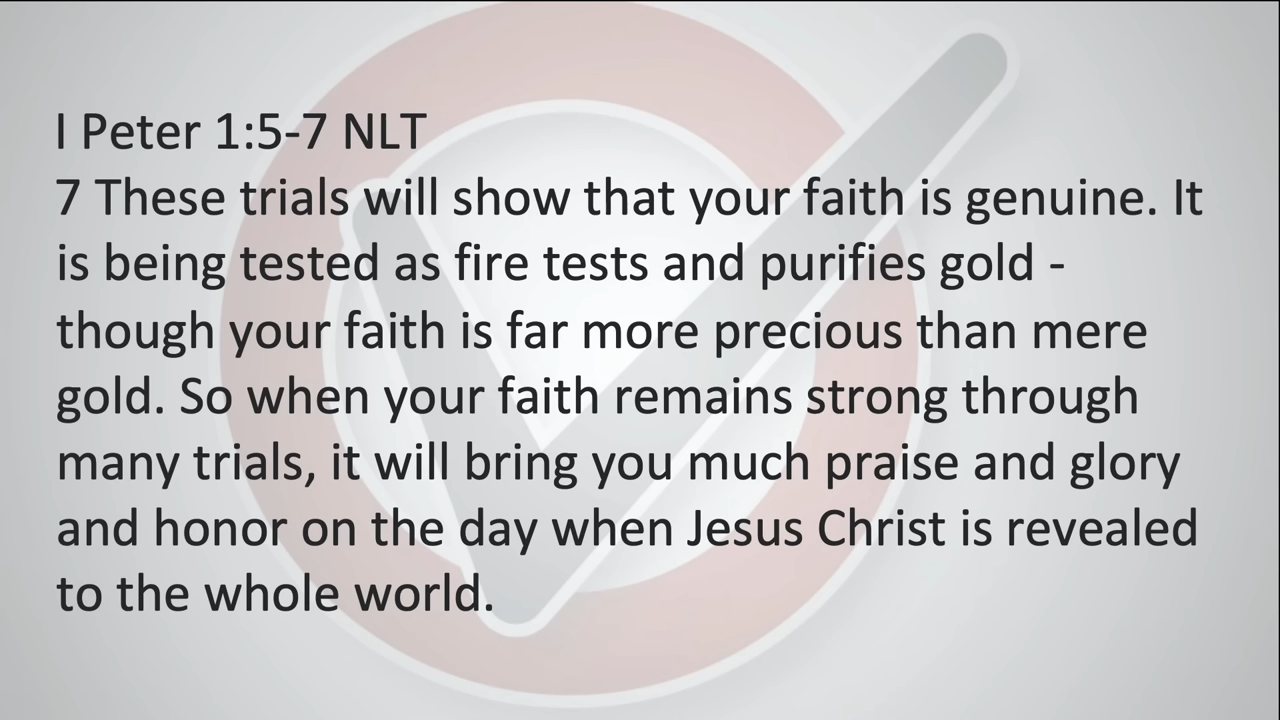 I Peter 1:5-7 NLT
7 These trials will show that your faith is genuine. It
is being tested as fire tests and purifies gold -
though your faith is far more precious than mere
gold. So when your faith remains strong through
many trials, it will bring you much praise and glory
and honor on the day when Jesus Christ is revealed
to the whole world.